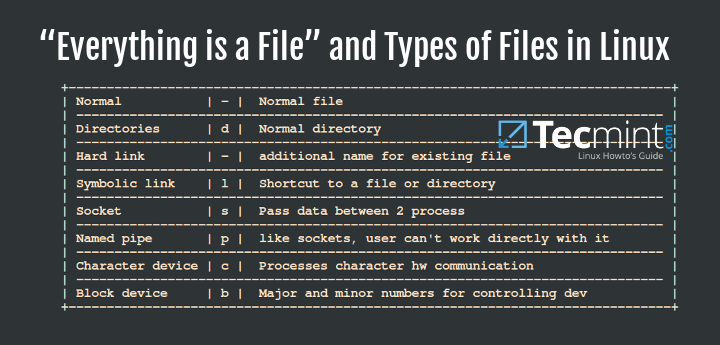 “Everything is a File” and Types of Files in Linux
Normal | - | Normal file
Directories | d | Normal directory
Hard link | - | additional name for existing file
Symbolic link | l | Shortcut to a file or directory
Socket | s | Pass data between 2 process
Named pipe | p | like sockets, user can't work directly with it
Character device | c | Processes character hw communication
Block device | b | Major and minor numbers for controlling dev
Tecmint.com
Linux Howto's Guide